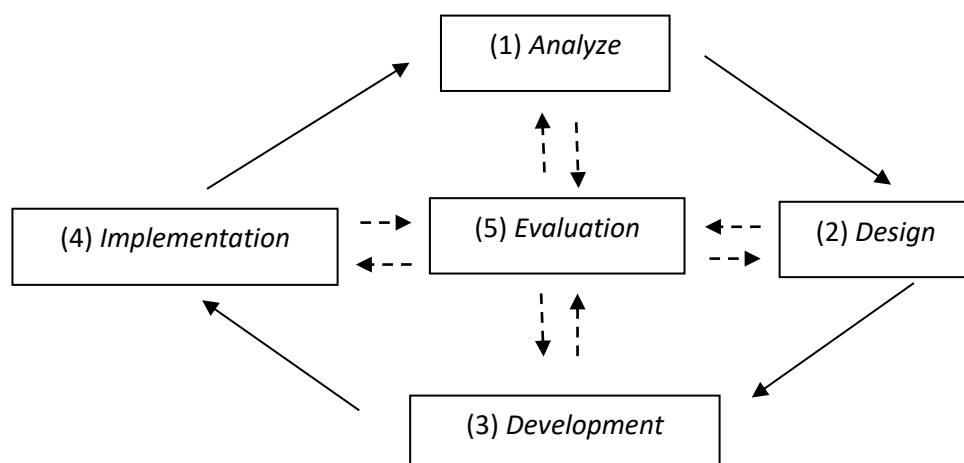 (1) Analyze
(4) Implementation
(5) Evaluation
(2) Design
(3) Development